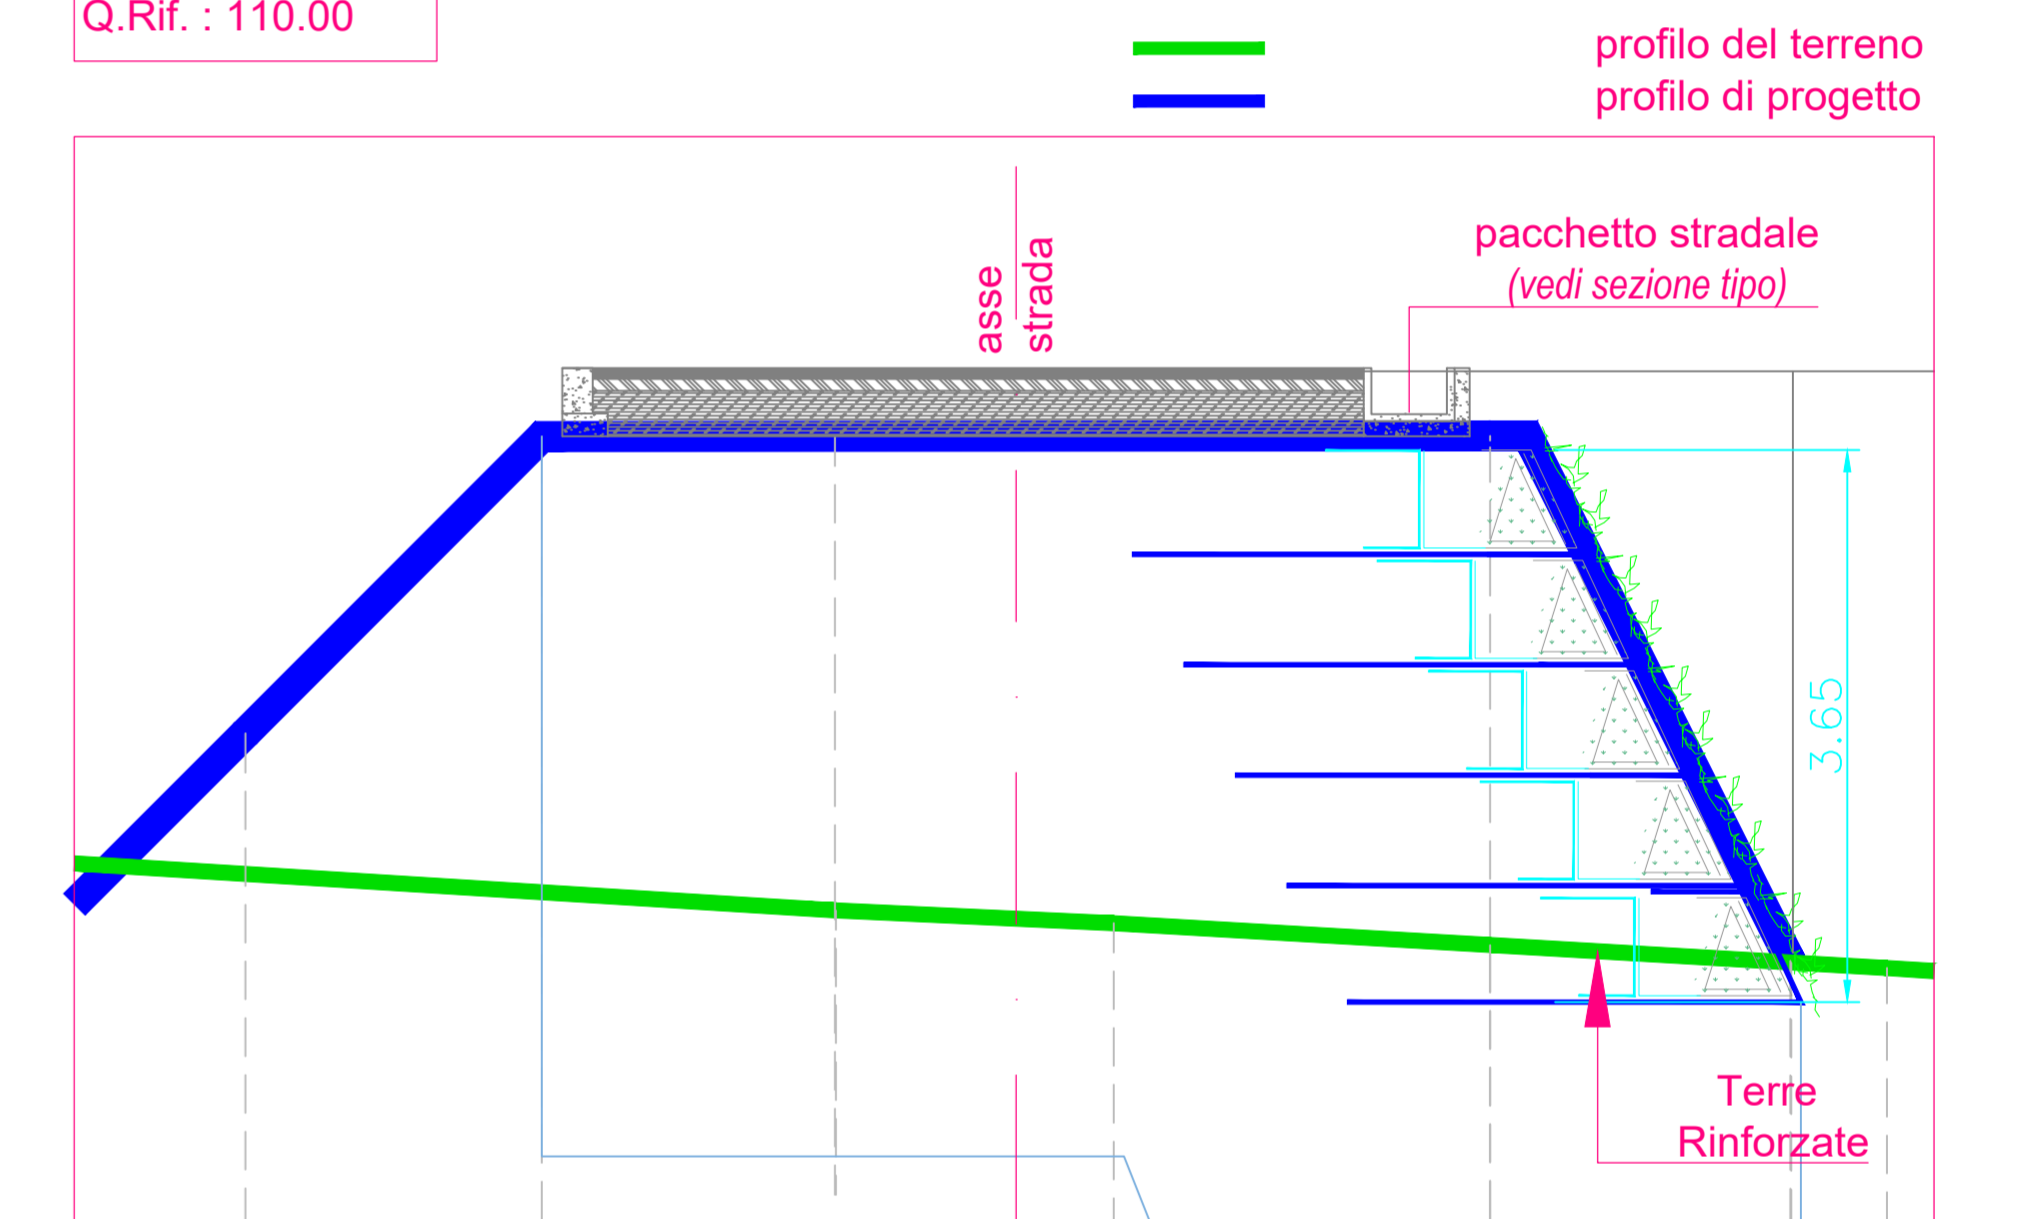 Q.Rif. : 110.00
profilo del terreno
profilo di progetto
asse
strada
pacchetto stradale
(vedi sezione tipo)
3.65
Terre
Rinforzate